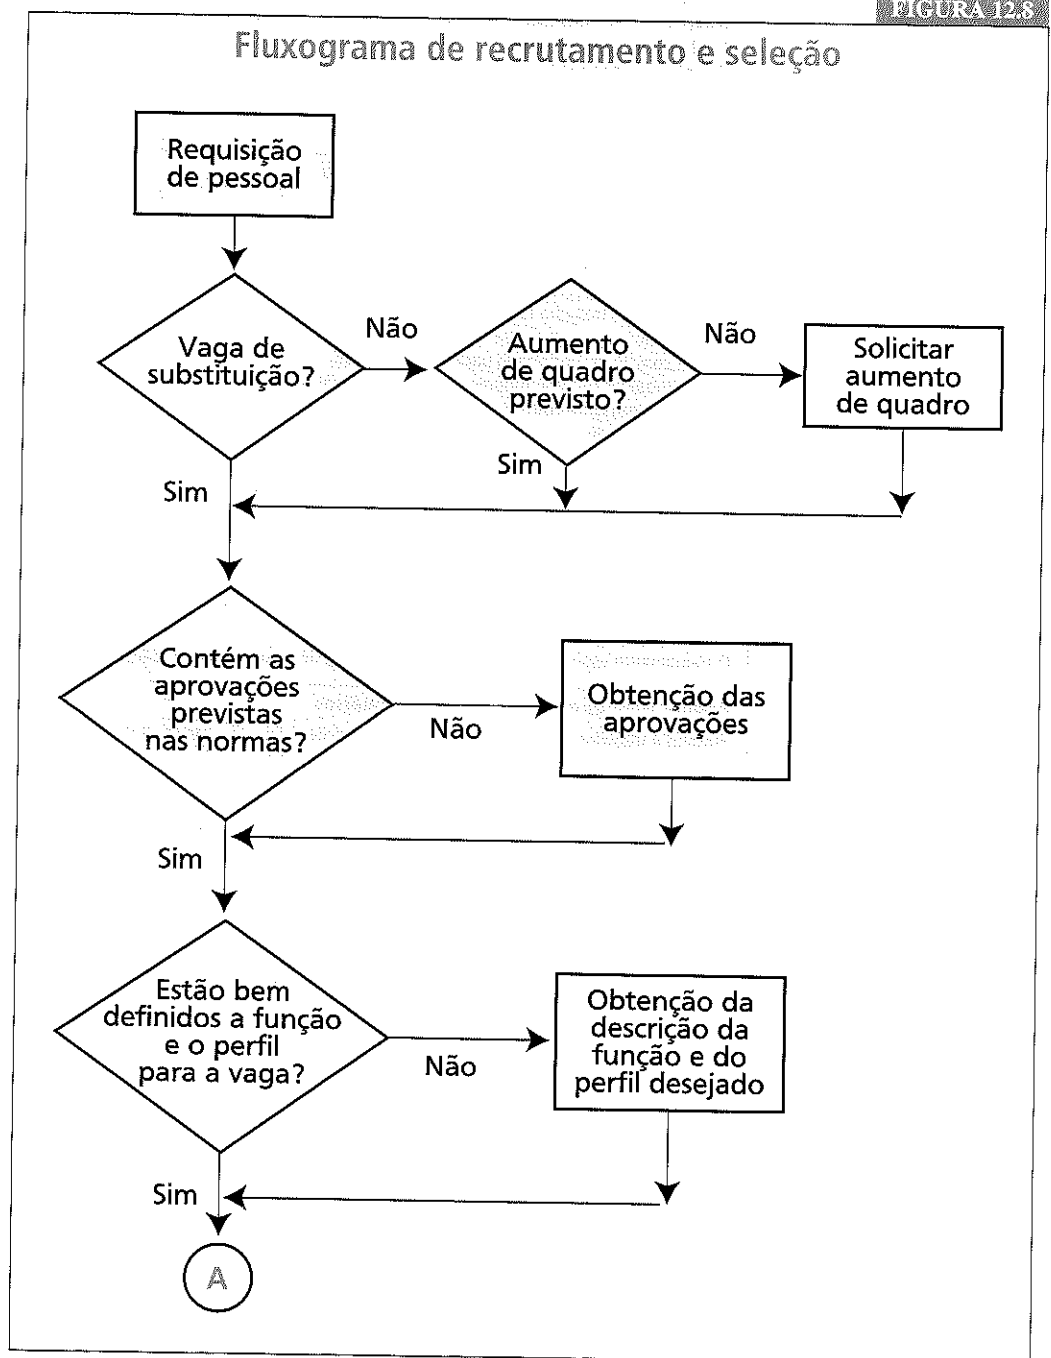 FIGURA 12.8
Fluxograma de recrutamento e seleção
Requisição
de pessoal
Vaga de
substituição?
Não
Aumento
de quadro
previsto?
Não
Solicitar
aumento
de quadro
Sim
Sim
Contém as
aprovações
previstas
nas normas?
Não
Obtenção das
aprovações
Sim
Estão bem
definidos a função
e o perfil
para a vaga?
Não
Obtenção da
descrição da
função e do
perfil desejado
Sim
A